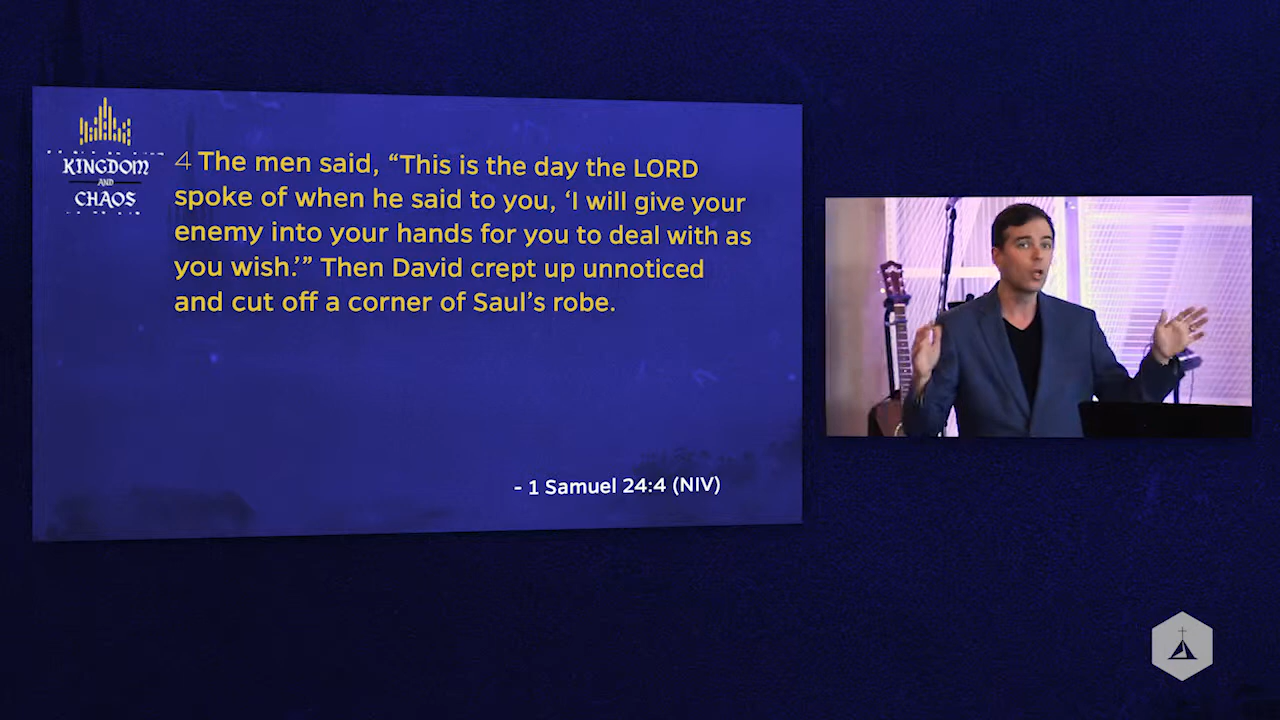 KINGDOM
AND
CHAOS
4 The men said, “This is the day the LORD
spoke of when he said to you, ‘I will give your
enemy into your hands for you to deal with as
you wish.’” Then David crept up unnoticed
and cut off a corner of Saul’s robe.
- 1 Samuel 24:4 (NIV)